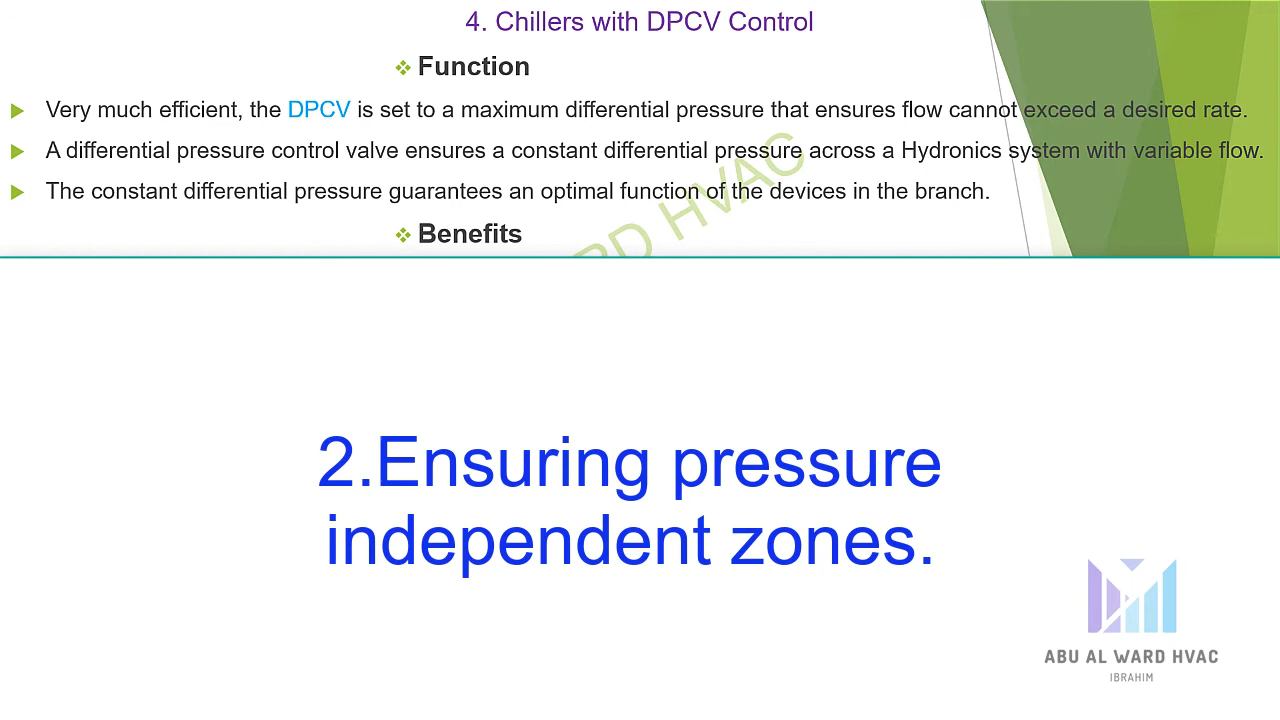 4. Chillers with DPCV Control
Function
Very much efficient, the DPCV is set to a maximum differential pressure that ensures flow cannot exceed a desired rate.
A differential pressure control valve ensures a constant differential pressure across a Hydronics system with variable flow.
The constant differential pressure guarantees an optimal function of the devices in the branch.
RD HVAC
Benefits
2.Ensuring pressure
independent zones.
ABU AL WARD HVAC
IBRAHIM